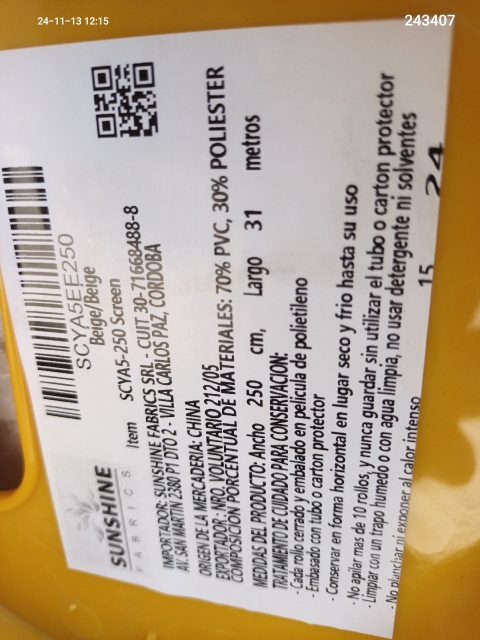 24-11-13 12:15
243407
SCYA5EE250
Beige/Beige
SUNSHINE
FABRICS
Item SCYA5-250 Screen
IMPORTADOR: SUNSHINE FABRICS SRL - CUIT 30-71668488-8
AV. SAN MARTIN 2380 P1 DTO 2 - VILLA CARLOS PAZ, CORDOBA
ORIGEN DE LA MERCADERIA: CHINA
EXPORTADOR: NRO. VOLUNTARIO 212/05
COMPOSICION PORCENTUAL DE MATERIALES: 70% PVC, 30% POLIESTER
MEDIDAS DEL PRODUCTO: Ancho 250 cm, Largo 31 metros
TRATAMIENTO DE CUIDADO PARA CONSERVACION:
- Cada rollo cerrado y embalado en pelicula de polietileno
- Embasado con tubo o carton protector
- Conservar en forma horizontal en lugar seco y frio hasta su uso
- No apilar mas de 10 rollos, y nunca guardar sin utilizar el tubo o carton protector
- Limpiar con un trapo humedo o con agua limpia, no usar detergente ni solventes
- No planchar ni exponer al calor intenso
15
24